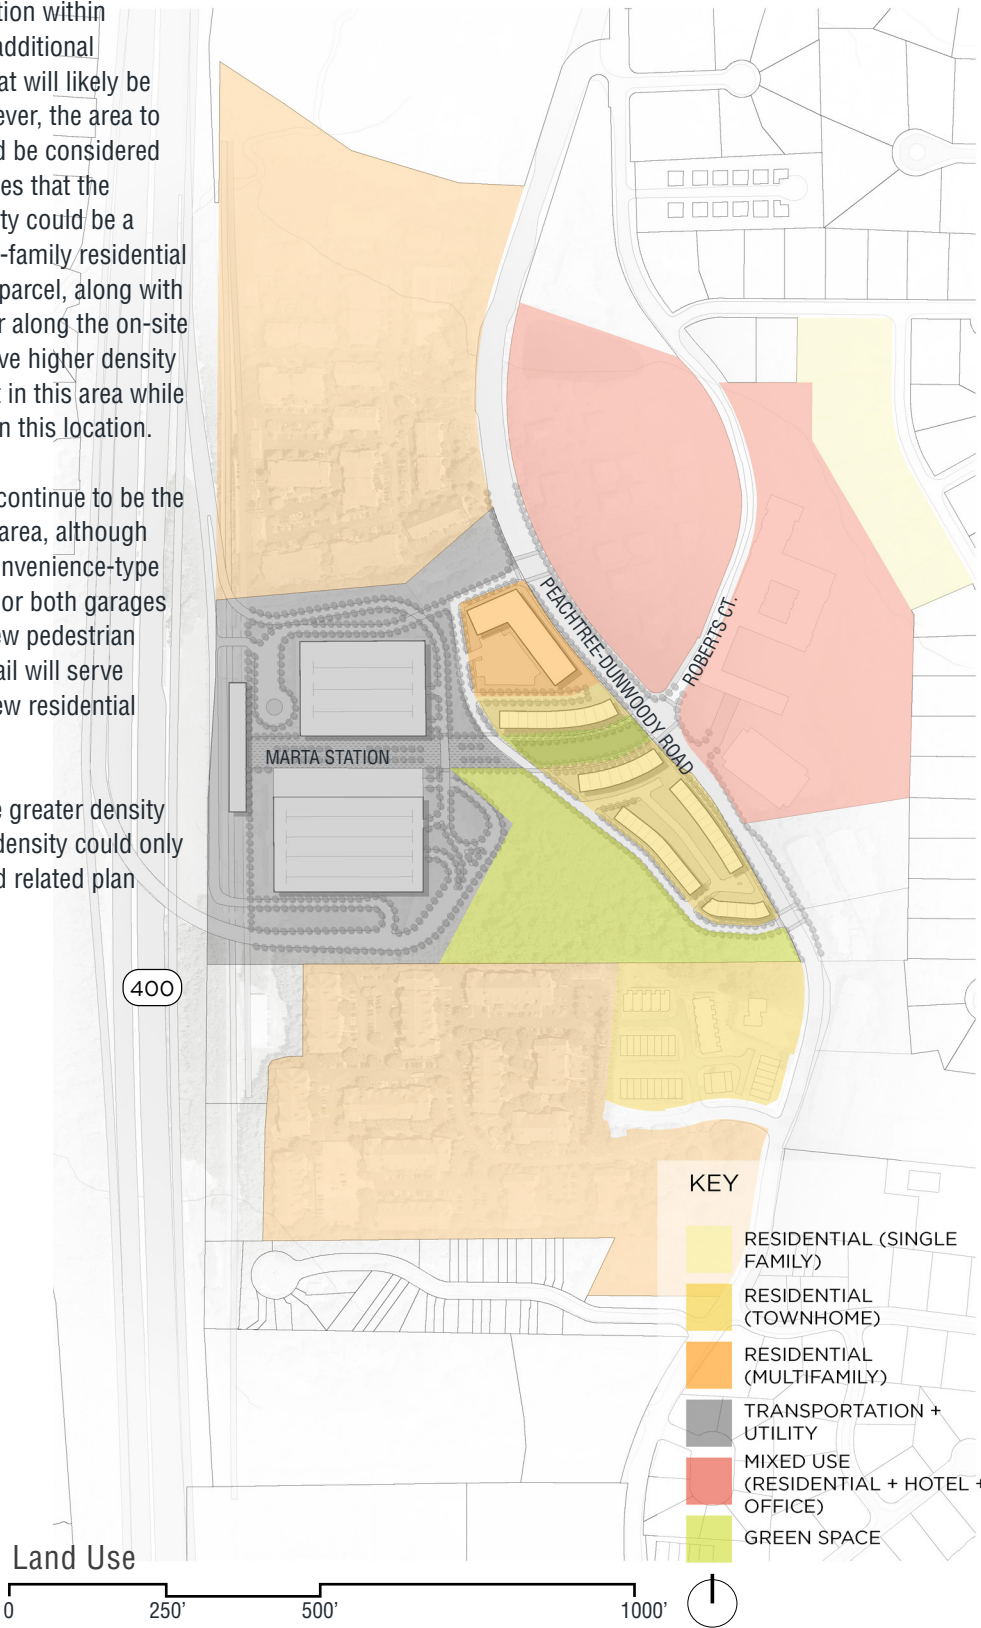 tion within
additional
at will likely be
ever, the area to
d be considered
es that the
ty could be a
-family residential
parcel, along with
r along the on-site
ve higher density
t in this area while
n this location.
continue to be the
area, although
nvenience-type
or both garages
ew pedestrian
ail will serve
ew residential
e greater density
density could only
d related plan
PEACHTREE-DUNWOODY ROAD
ROBERTS CT.
MARTA STATION
400
KEY
RESIDENTIAL (SINGLE
FAMILY)
RESIDENTIAL
(TOWNHOME)
RESIDENTIAL
(MULTIFAMILY)
TRANSPORTATION +
UTILITY
MIXED USE
(RESIDENTIAL + HOTEL +
OFFICE)
GREEN SPACE
Land Use
0 250' 500' 1000'